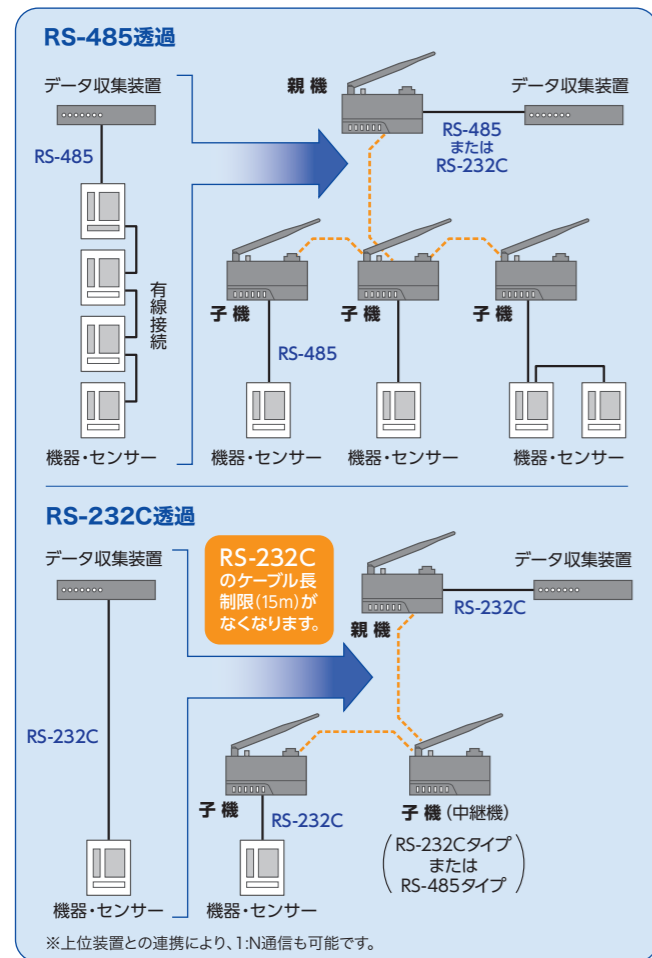 RS-485透過
データ収集装置
RS-485
有線接続
機器・センサー
親機
データ収集装置
RS-485
または
RS-232C
子機
子機
子機
RS-485
機器・センサー
機器・センサー
機器・センサー
RS-232C透過
データ収集装置
RS-232C
機器・センサー
RS-232C
のケーブル長
制限(15m)が
なくなります。
親機
データ収集装置
RS-232C
子機
RS-232C
機器・センサー
子機(中継機)
RS-232Cタイプ
または
RS-485タイプ
※上位装置との連携により、1:N通信も可能です。